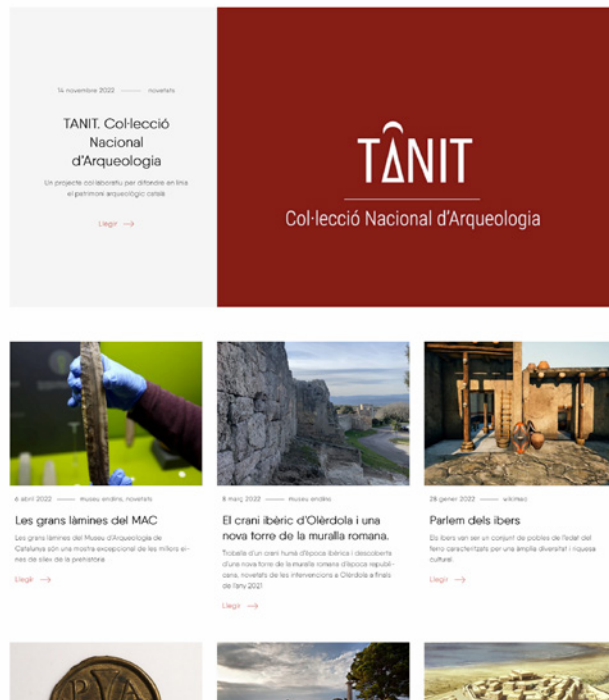 14 novembre 2022 —— novetats
TANIT. Col·lecció
Nacional
d'Arqueologia
Un projecte col·laboratiu per difondre en línia
el patrimoni arqueològic català
Llegir →
TÂNIT
Col·lecció Nacional d'Arqueologia
6 abril 2022 —— museu endins, novetats
Les grans làmines del MAC
Les grans làmines del Museu d'Arqueologia de
Catalunya són una mostra excepcional de les millors ei-
nes de sílex de la prehistòria
Llegir →
8 març 2022 —— museu endins
El crani ibèric d'Olèrdola i una
nova torre de la muralla romana.
Troballa d'un crani humà d'època ibèrica i descoberta
d'una nova torre de la muralla romana d'època republi-
cana, novetats de les intervencions a Olèrdola a finals
de l'any 2021
Llegir →
28 gener 2022 —— wikimac
Parlem dels ibers
Els ibers van ser un conjunt de pobles de l'edat del
ferro caracteritzats per una àmplia diversitat i riquesa
cultural.
Llegir →